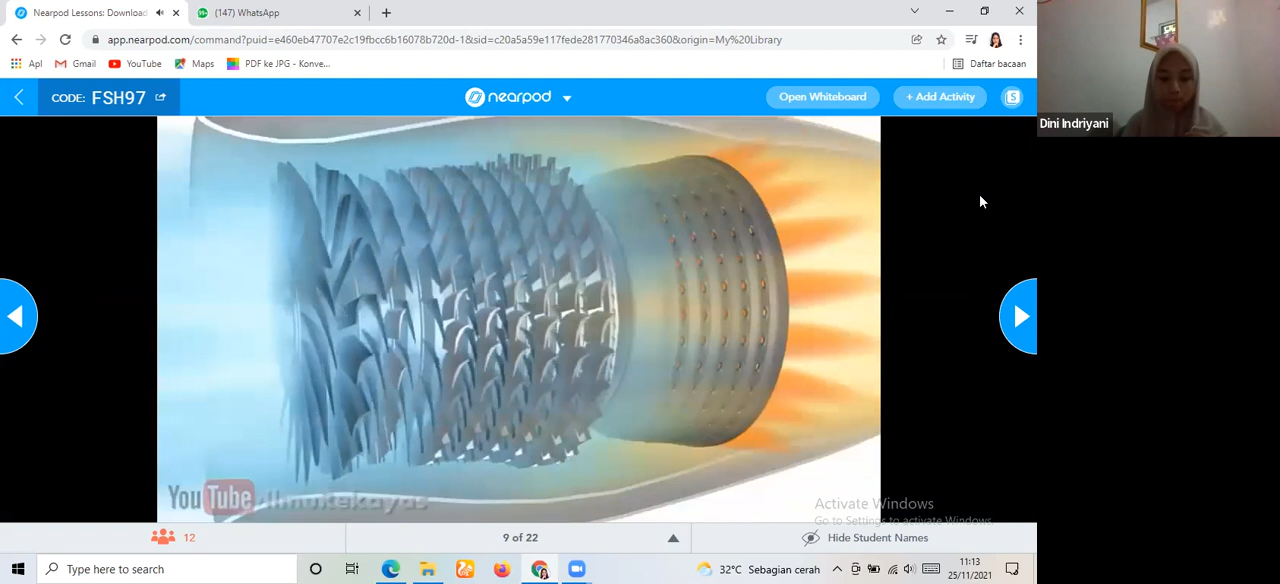 Nearpod Lessons: Download
(147) WhatsApp
app.nearpod.com/command?puid=e460eb47707e2c19fbcc6b16078b720d-1&sid=c20a5a59e117fede281770346a8ac360&origin=My%20Library
Apl Gmail YouTube Maps PDF ke JPG - Konve... Daftar bacaan
CODE: FSH97 nearpod Open Whiteboard + Add Activity S
Dini Indriyani
YouTube
Activate Windows
Go to Settings to activate Windows.
12 9 of 22 Hide Student Names
Type here to search 32°C Sebagian cerah 11:13
25/11/2021